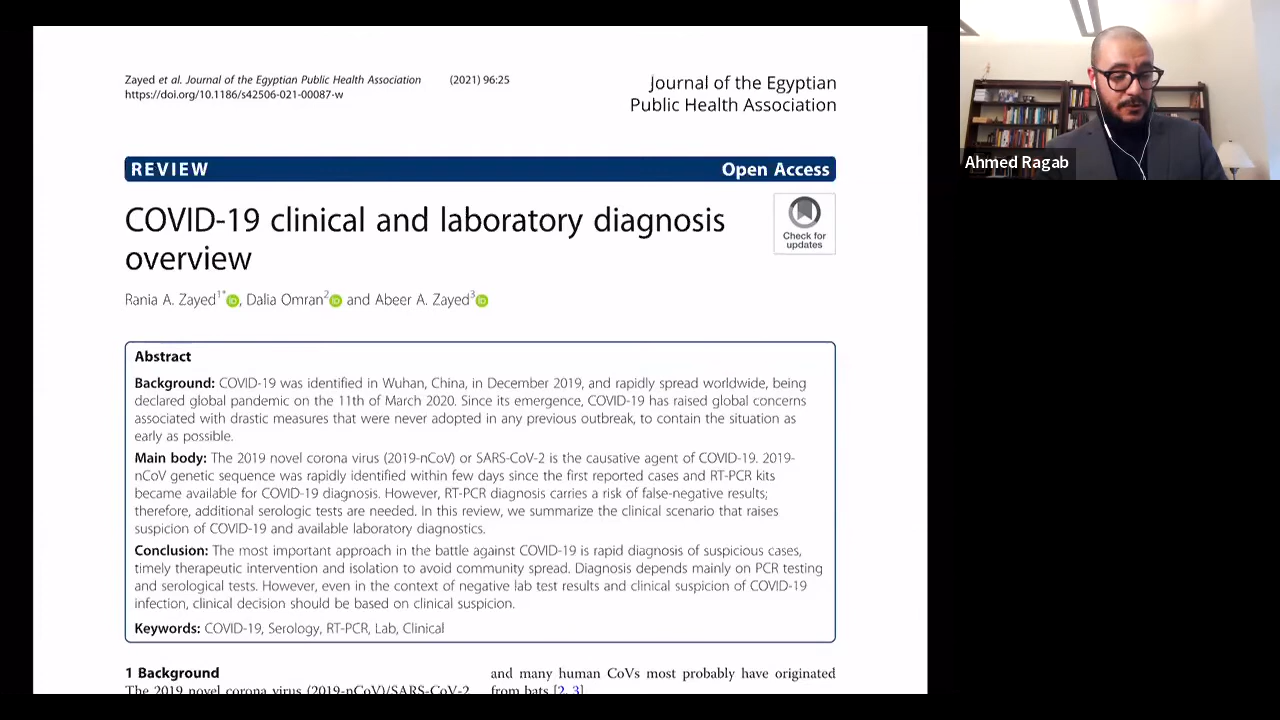 Zayed et al. Journal of the Egyptian Public Health Association (2021) 96:25
https://doi.org/10.1186/s42506-021-00087-w
Journal of the Egyptian
Public Health Association
REVIEW Open Access
COVID-19 clinical and laboratory diagnosis
overview
Check for
updates
Rania A. Zayed1*, Dalia Omran2 and Abeer A. Zayed3
Abstract
Background: COVID-19 was identified in Wuhan, China, in December 2019, and rapidly spread worldwide, being
declared global pandemic on the 11th of March 2020. Since its emergence, COVID-19 has raised global concerns
associated with drastic measures that were never adopted in any previous outbreak, to contain the situation as
early as possible.
Main body: The 2019 novel corona virus (2019-nCoV) or SARS-CoV-2 is the causative agent of COVID-19. 2019-
nCoV genetic sequence was rapidly identified within few days since the first reported cases and RT-PCR kits
became available for COVID-19 diagnosis. However, RT-PCR diagnosis carries a risk of false-negative results;
therefore, additional serologic tests are needed. In this review, we summarize the clinical scenario that raises
suspicion of COVID-19 and available laboratory diagnostics.
Conclusion: The most important approach in the battle against COVID-19 is rapid diagnosis of suspicious cases,
timely therapeutic intervention and isolation to avoid community spread. Diagnosis depends mainly on PCR testing
and serological tests. However, even in the context of negative lab test results and clinical suspicion of COVID-19
infection, clinical decision should be based on clinical suspicion.
Keywords: COVID-19, Serology, RT-PCR, Lab, Clinical
1 Background
The 2019 novel corona virus (2019-nCoV)/SARS-CoV-2
and many human CoVs most probably have originated
from bats [2, 3]
Ahmed Ragab